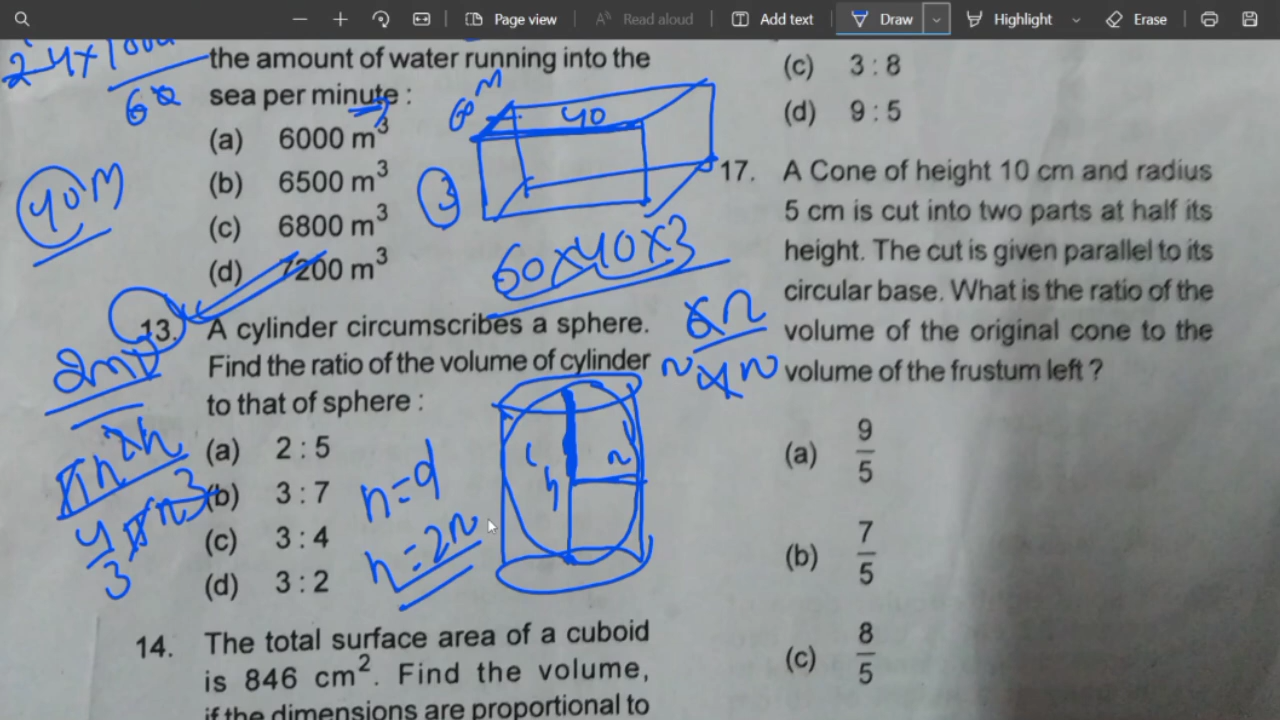 Page view
Read aloud
Add text
Draw
Highlight
Erase
the amount of water running into the
sea per minute :
(a) 6000 m³
(b) 6500 m³
(c) 6800 m³
(d) 7200 m³
60 M
40
3
40 M
60×40×3
13. A cylinder circumscribes a sphere.
Find the ratio of the volume of cylinder
to that of sphere :
(a) 2 : 5
(b) 3 : 7
(c) 3 : 4
(d) 3 : 2
h=d
h=2r
14. The total surface area of a cuboid
is 846 cm². Find the volume,
if the dimensions are proportional to
(c) 3 : 8
(d) 9 : 5
17. A Cone of height 10 cm and radius
5 cm is cut into two parts at half its
height. The cut is given parallel to its
circular base. What is the ratio of the
volume of the original cone to the
volume of the frustum left ?
(a) 9/5
(b) 7/5
(c) 8/5